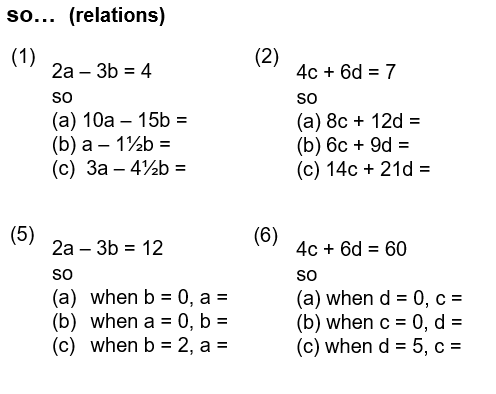 so... (relations)
(1)
2a – 3b = 4
so
(a) 10a – 15b =
(b) a – 1½b =
(c) 3a – 4½b =
(2)
4c + 6d = 7
so
(a) 8c + 12d =
(b) 6c + 9d =
(c) 14c + 21d =
(5)
2a – 3b = 12
so
(a) when b = 0, a =
(b) when a = 0, b =
(c) when b = 2, a =
(6)
4c + 6d = 60
so
(a) when d = 0, c =
(b) when c = 0, d =
(c) when d = 5, c =